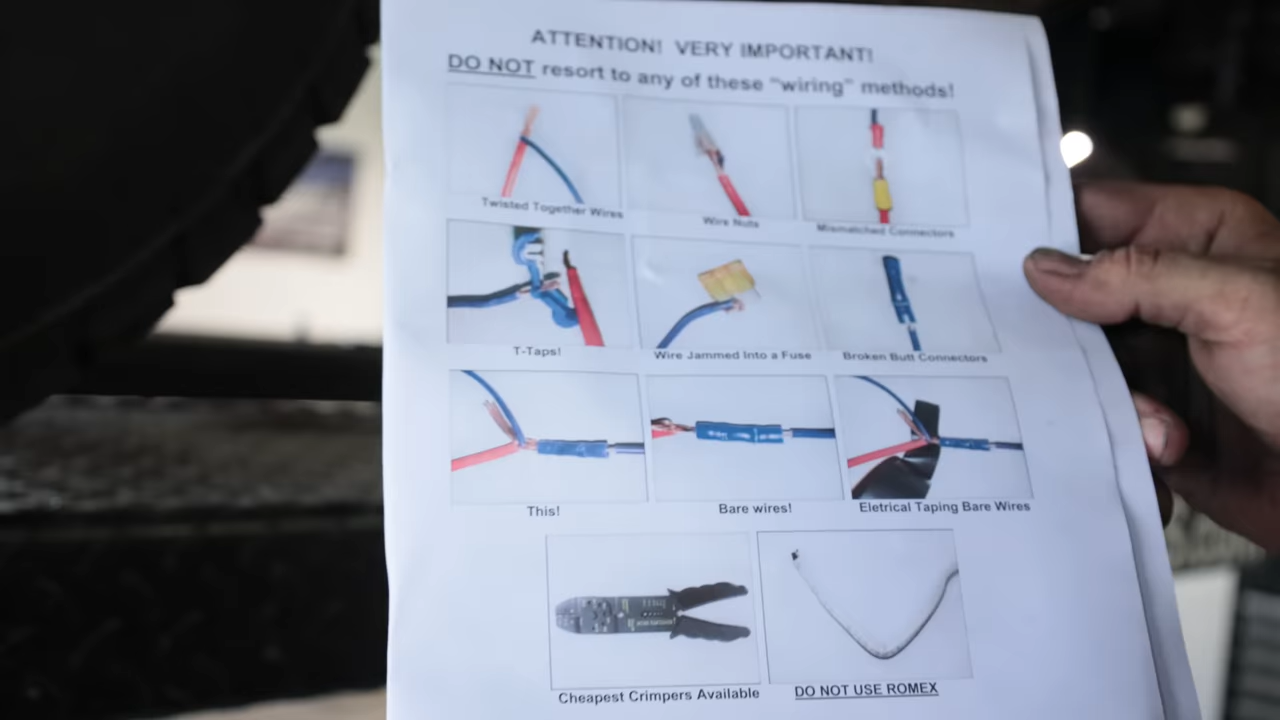 ATTENTION! VERY IMPORTANT!
DO NOT resort to any of these "wiring" methods!
Twisted Together Wires
Wire Nuts
Mismatched Connectors
T-Taps!
Wire Jammed Into a Fuse
Broken Butt Connectors
This!
Bare wires!
Eletrical Taping Bare Wires
Cheapest Crimpers Available
DO NOT USE ROMEX